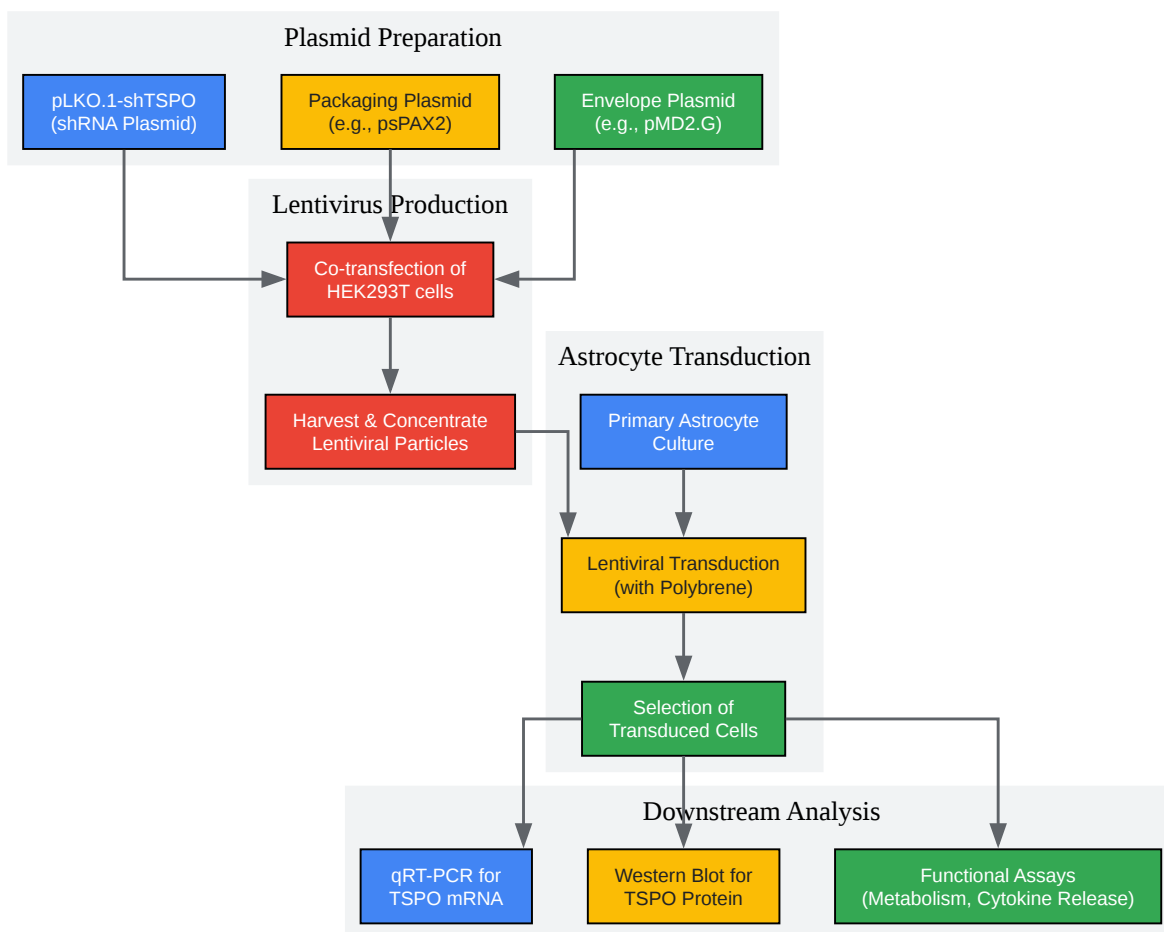 Plasmid Preparation
pLKO.1-shTSPO
(shRNA Plasmid)
Packaging Plasmid
(e.g., psPAX2)
Envelope Plasmid
(e.g., pMD2.G)
Lentivirus Production
Co-transfection of
HEK293T cells
Harvest & Concentrate
Lentiviral Particles
Astrocyte Transduction
Primary Astrocyte
Culture
Lentiviral Transduction
(with Polybrene)
Selection of
Transduced Cells
Downstream Analysis
qRT-PCR for
TSPO mRNA
Western Blot for
TSPO Protein
Functional Assays
(Metabolism, Cytokine Release)